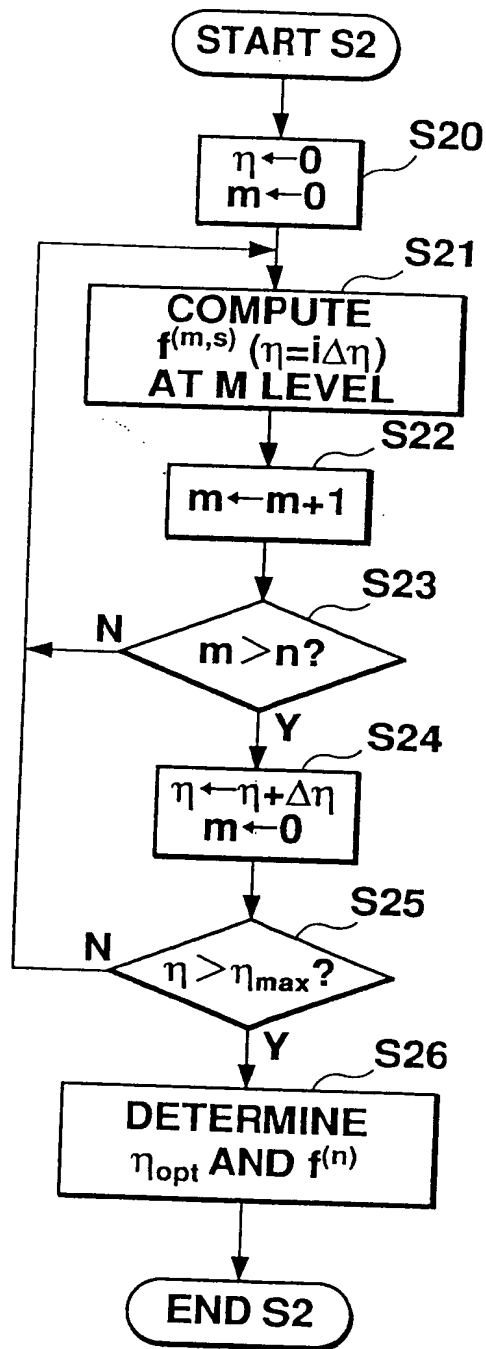 START S2
S20
η←0
m←0
S21
COMPUTE
f(m,s) (η=iΔη)
AT M LEVEL
S22
m←m+1
S23
N
m>n?
Y
S24
η←η+Δη
m←0
S25
N
η>ηmax?
Y
S26
DETERMINE
ηopt AND f(n)
END S2